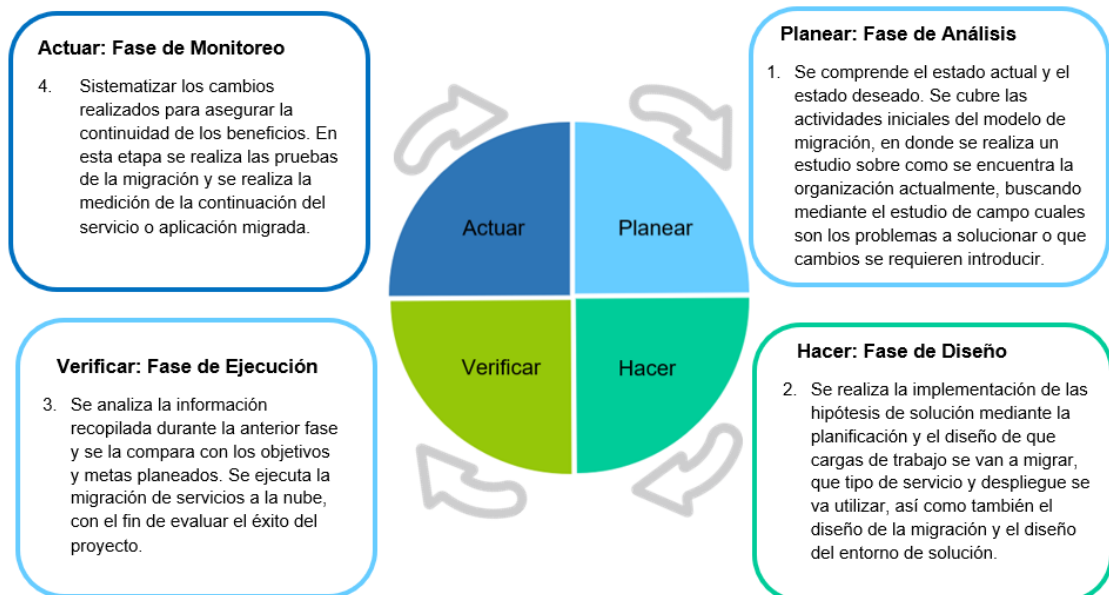 Actuar: Fase de Monitoreo
4. Sistematizar los cambios
realizados para asegurar la
continuidad de los beneficios. En
esta etapa se realiza las pruebas
de la migración y se realiza la
medición de la continuación del
servicio o aplicación migrada.
Planear: Fase de Análisis
1. Se comprende el estado actual y el
estado deseado. Se cubre las
actividades iniciales del modelo de
migración, en donde se realiza un
estudio sobre como se encuentra la
organización actualmente, buscando
mediante el estudio de campo cuales
son los problemas a solucionar o que
cambios se requieren introducir.
Actuar
Planear
Verificar
Hacer
Verificar: Fase de Ejecución
3. Se analiza la información
recopilada durante la anterior fase
y se la compara con los objetivos
y metas planeados. Se ejecuta la
migración de servicios a la nube,
con el fin de evaluar el éxito del
proyecto.
Hacer: Fase de Diseño
2. Se realiza la implementación de las
hipótesis de solución mediante la
planificación y el diseño de que
cargas de trabajo se van a migrar,
que tipo de servicio y despliegue se
va utilizar, así como también el
diseño de la migración y el diseño
del entorno de solución.